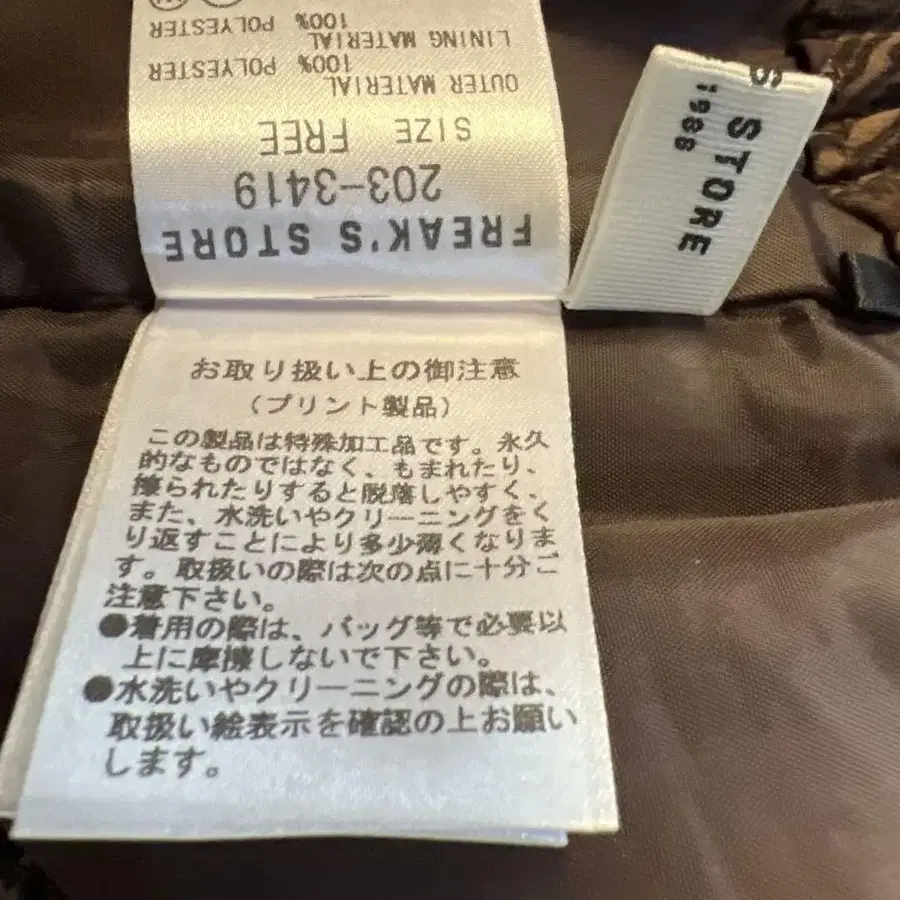 FREAK'S STORE
203-3419
SIZE FREE
OUTER MATERIAL
100% POLYESTER
LINING MATERIAL
100% POLYESTER
S STORE
1986
お取り扱い上の御注意
(プリント製品)
この製品は特殊加工品です。永久
的なものではなく、もまれたり、
擦られたりすると脱落しやすく、
また、水洗いやクリーニングをく
り返すことにより多少薄くなりま
す。取扱いの際は次の点に十分ご
注意下さい。
●着用の際は、バッグ等で必要以
上に摩擦しないで下さい。
●水洗いやクリーニングの際は、
取扱い絵表示を確認の上お願い
します。